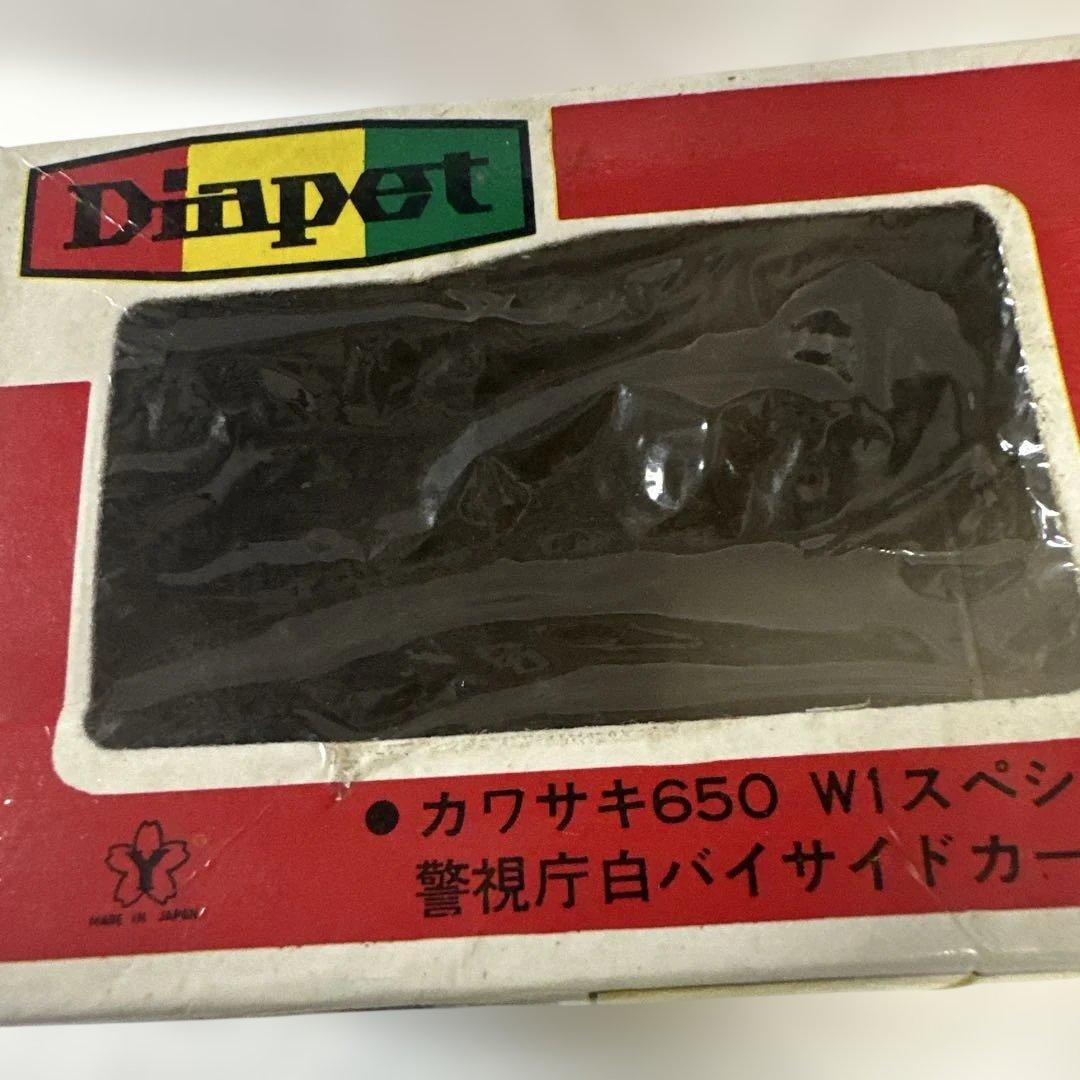 Diapet
● カワサキ650 W1スペシ
警視庁白バイサイドカー
Y
MADE IN JAPAN